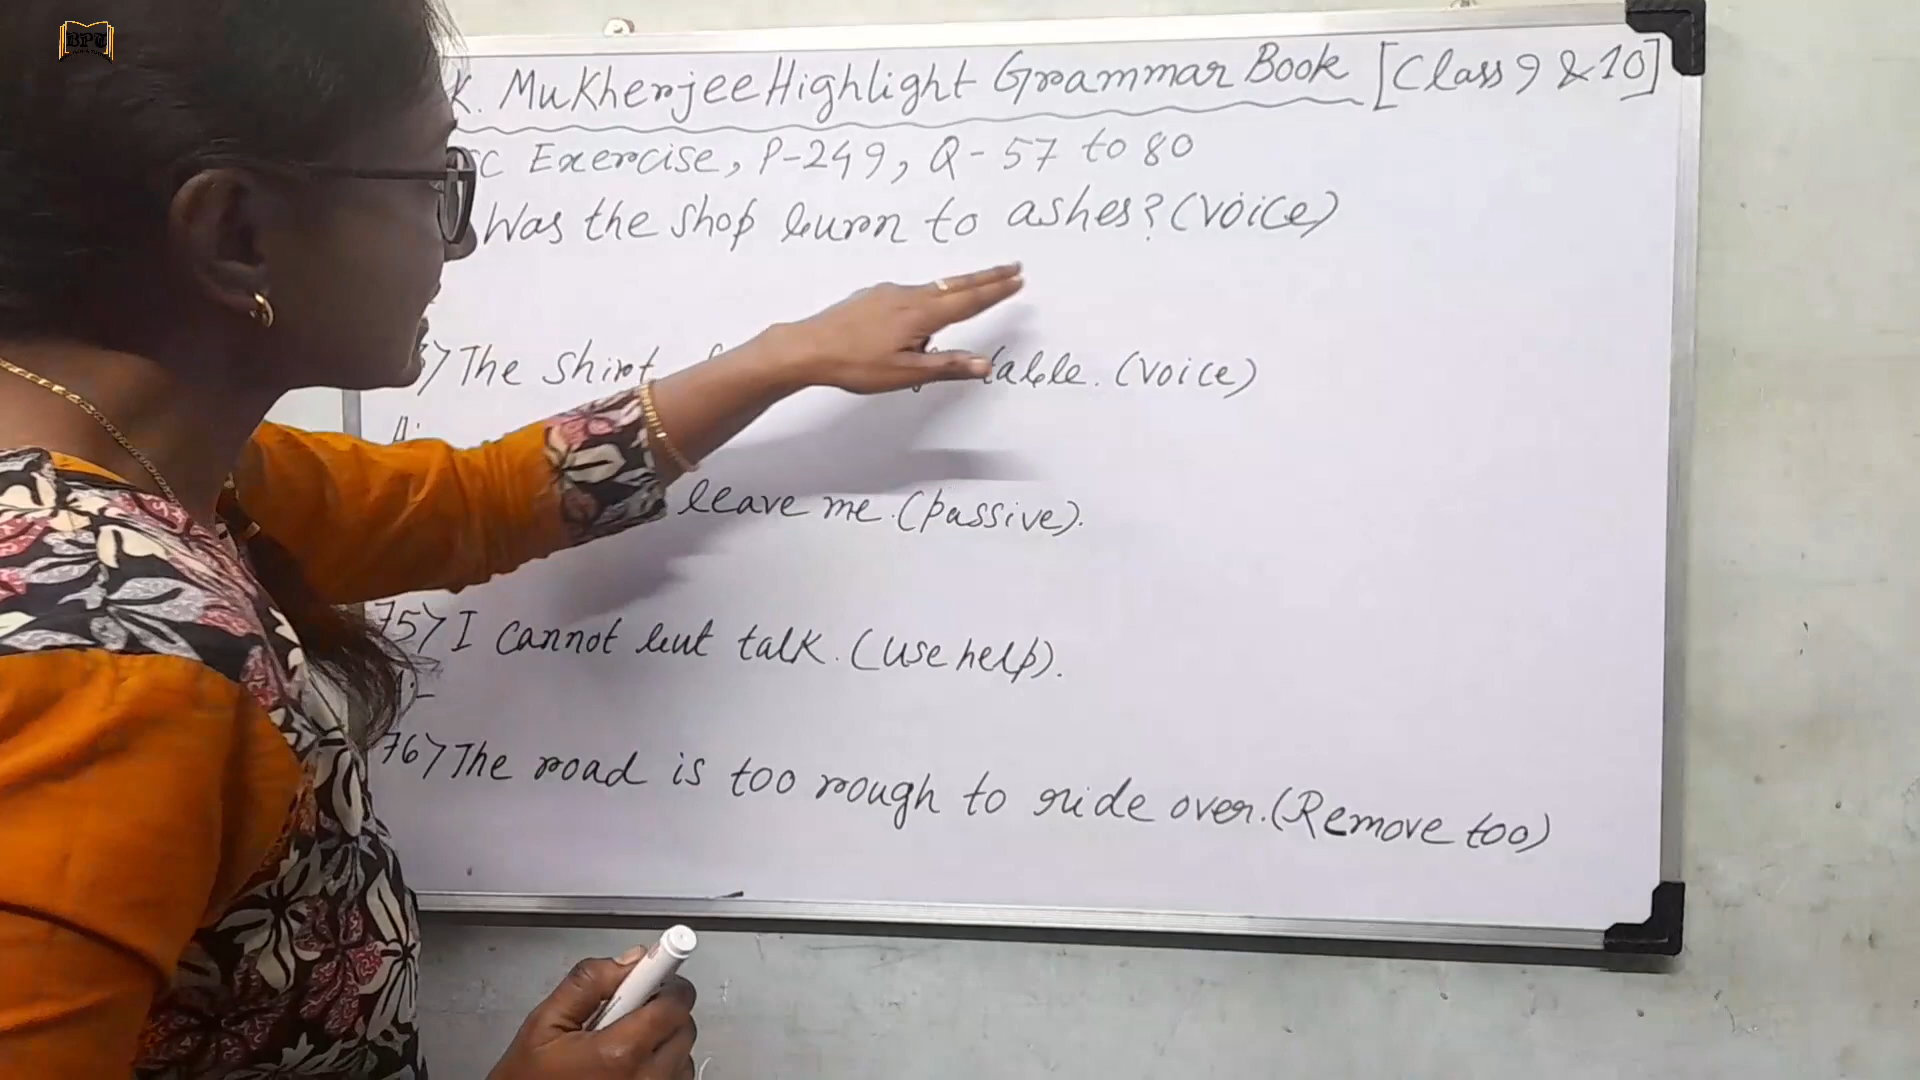 BPT
K. Mukherjee Highlight Grammar Book [Class 9 & 10]
Exercise, P-249, Q-57 to 80
Was the shop burn to ashes? (voice)
The shirt table. (voice)
leave me. (passive).
75) I cannot but talk. (use help).
76) The road is too rough to ride over. (Remove too)